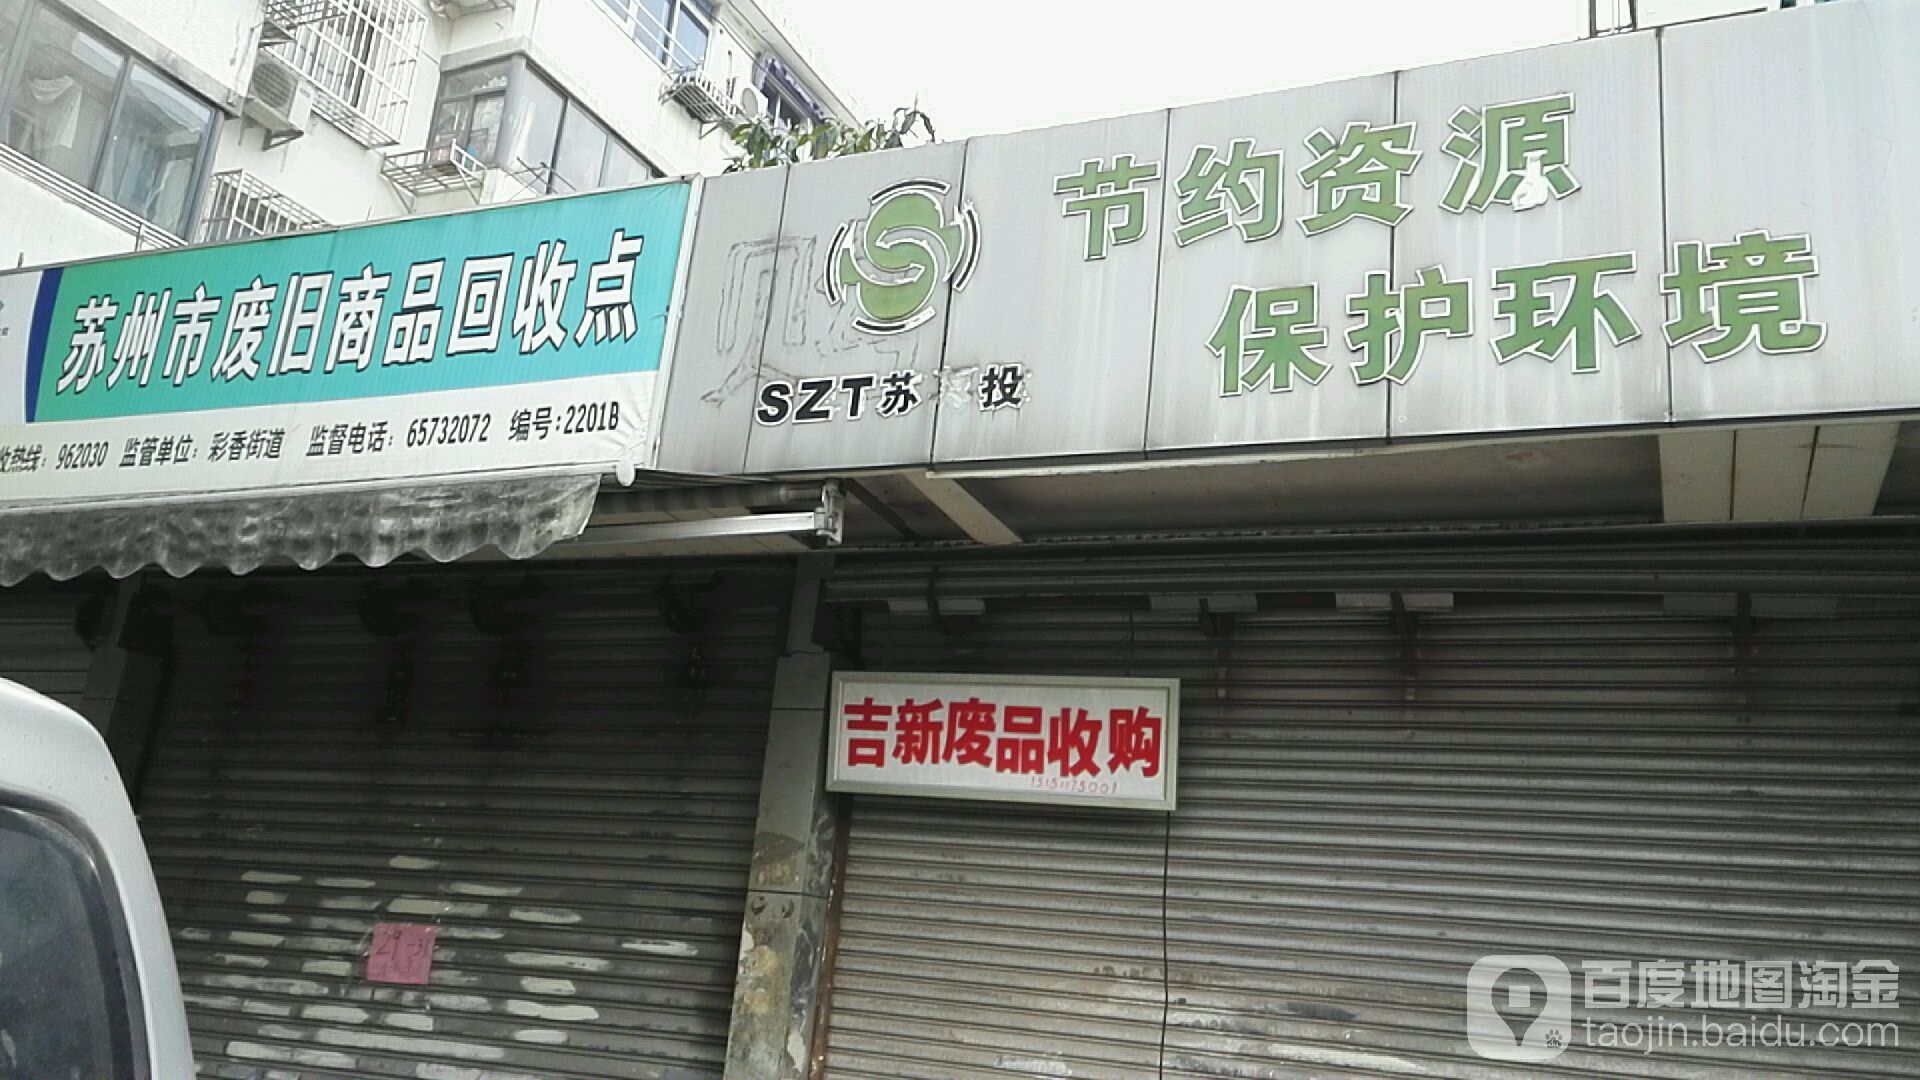 苏州市废旧商品回收点
收热线：962030 监管单位：彩香街道 监督电话：65732072 编号：2201B
节约资源
保护环境
SZT苏 投
吉新废品收购
29-3
百度地图淘金
taojin.baidu.com